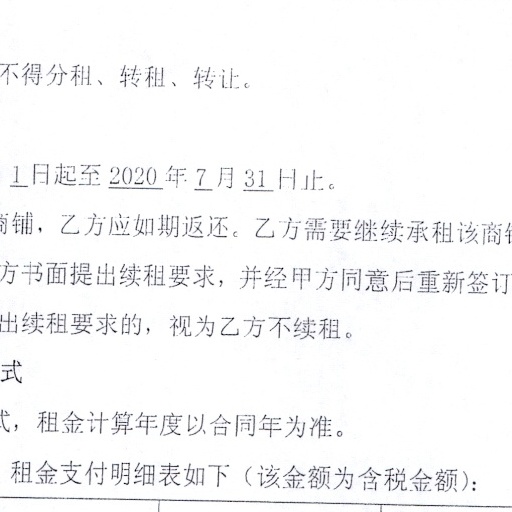 不得分租、转租、转让。
1日起至 2020 年 7 月 31 日止。
商铺，乙方应如期返还。乙方需要继续承租该商铺
方书面提出续租要求，并经甲方同意后重新签订
出续租要求的，视为乙方不续租。
式
式，租金计算年度以合同年为准。
租金支付明细表如下（该金额为含税金额）：